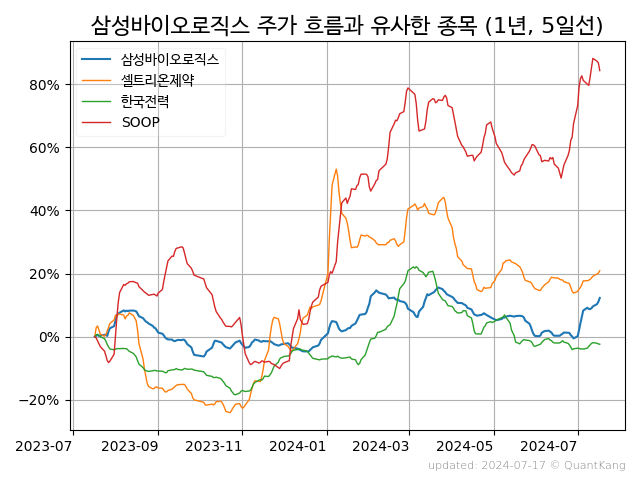 삼성바이오로직스 주가 흐름과 유사한 종목 (1년, 5일선)
삼성바이오로직스
셀트리온제약
한국전력
SOOP
80%
60%
40%
20%
0%
−20%
2023-07
2023-09
2023-11
2024-01
2024-03
2024-05
2024-07
updated: 2024-07-17 © QuantKang